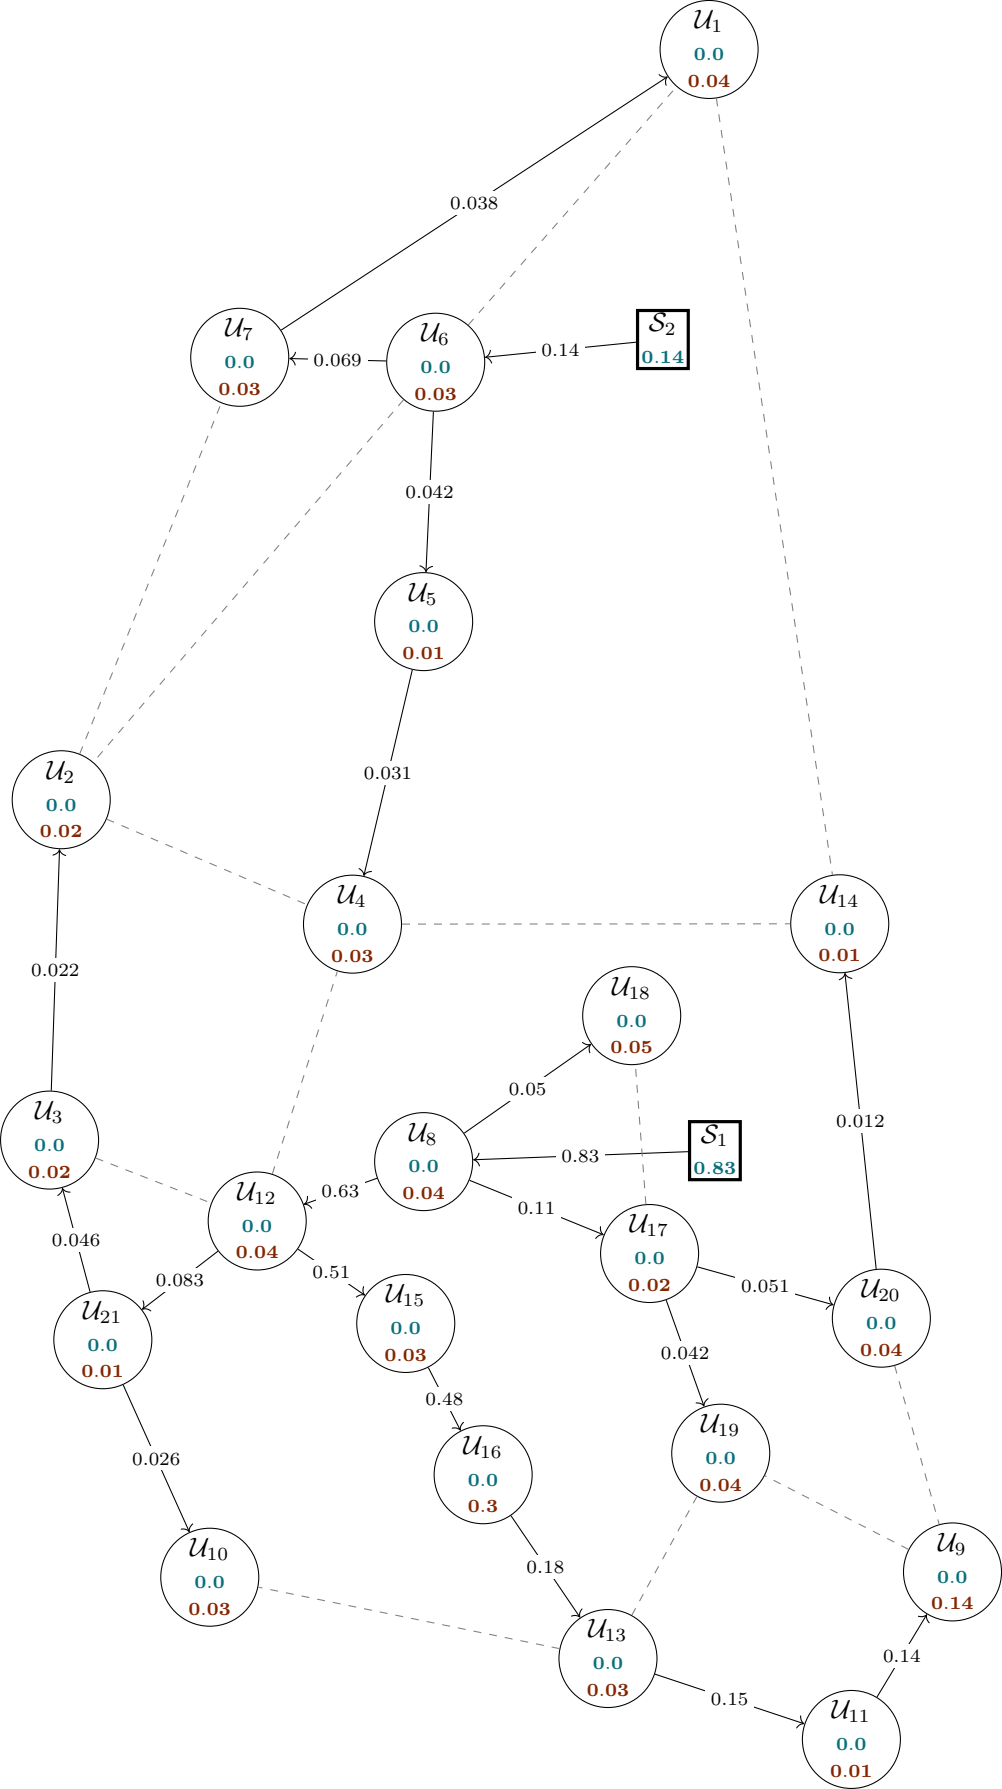 𝒰₁
0.0
0.04
0.038
𝒰₇
0.0
0.03
0.069
𝒰₆
0.0
0.03
0.14
𝒮₂
0.14
0.042
𝒰₅
0.0
0.01
0.031
𝒰₂
0.0
0.02
𝒰₄
0.0
0.03
𝒰₁₄
0.0
0.01
0.022
𝒰₁₈
0.0
0.05
0.05
0.012
𝒰₃
0.0
0.02
𝒰₈
0.0
0.04
0.83
𝒮₁
0.83
𝒰₁₂
0.0
0.04
0.63
0.11
𝒰₁₇
0.0
0.02
0.046
0.083
0.51
0.051
𝒰₂₀
0.0
0.04
𝒰₂₁
0.0
0.01
𝒰₁₅
0.0
0.03
0.042
0.48
𝒰₁₉
0.0
0.04
0.026
𝒰₁₆
0.0
0.3
𝒰₁₀
0.0
0.03
0.18
𝒰₉
0.0
0.14
𝒰₁₃
0.0
0.03
0.14
0.15
𝒰₁₁
0.0
0.01